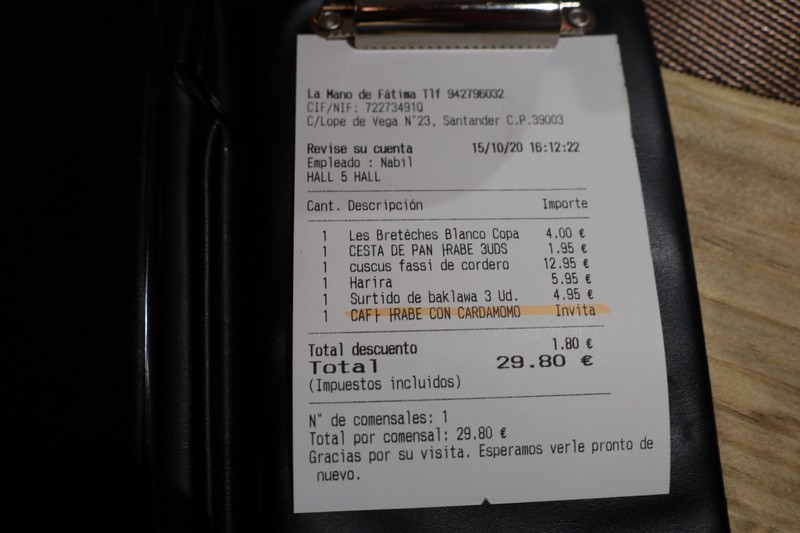 La Mano de Fátima Tlf 942796032
CIF/NIF: 72273491Q
C/Lope de Vega N°23, Santander C.P.39003
Revise su cuenta 15/10/20 16:12:22
Empleado : Nabil
HALL 5 HALL
Cant. Descripción Importe
1 Les Bretèches Blanco Copa 4.00 €
1 CESTA DE PAN ├RABE 3UDS 1.95 €
1 cuscus fassi de cordero 12.95 €
1 Harira 5.95 €
1 Surtido de baklawa 3 Ud. 4.95 €
1 CAF├ ├RABE CON CARDAMOMO Invita
Total descuento 1.80 €
Total 29.80 €
(Impuestos incluidos)
N° de comensales: 1
Total por comensal: 29.80 €
Gracias por su visita. Esperamos verle pronto de
nuevo.